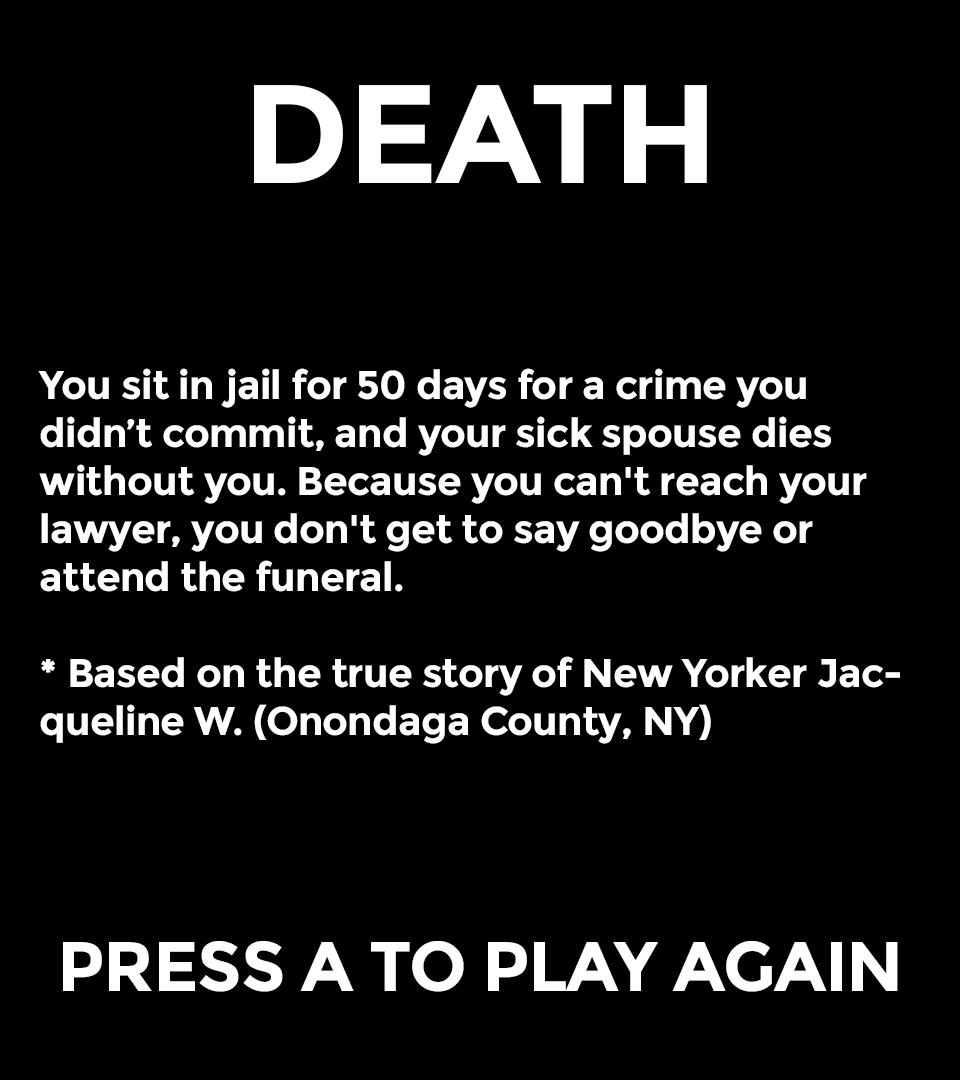 DEATH
You sit in jail for 50 days for a crime you
didn’t commit, and your sick spouse dies
without you. Because you can't reach your
lawyer, you don't get to say goodbye or
attend the funeral.
* Based on the true story of New Yorker Jac-
queline W. (Onondaga County, NY)
PRESS A TO PLAY AGAIN